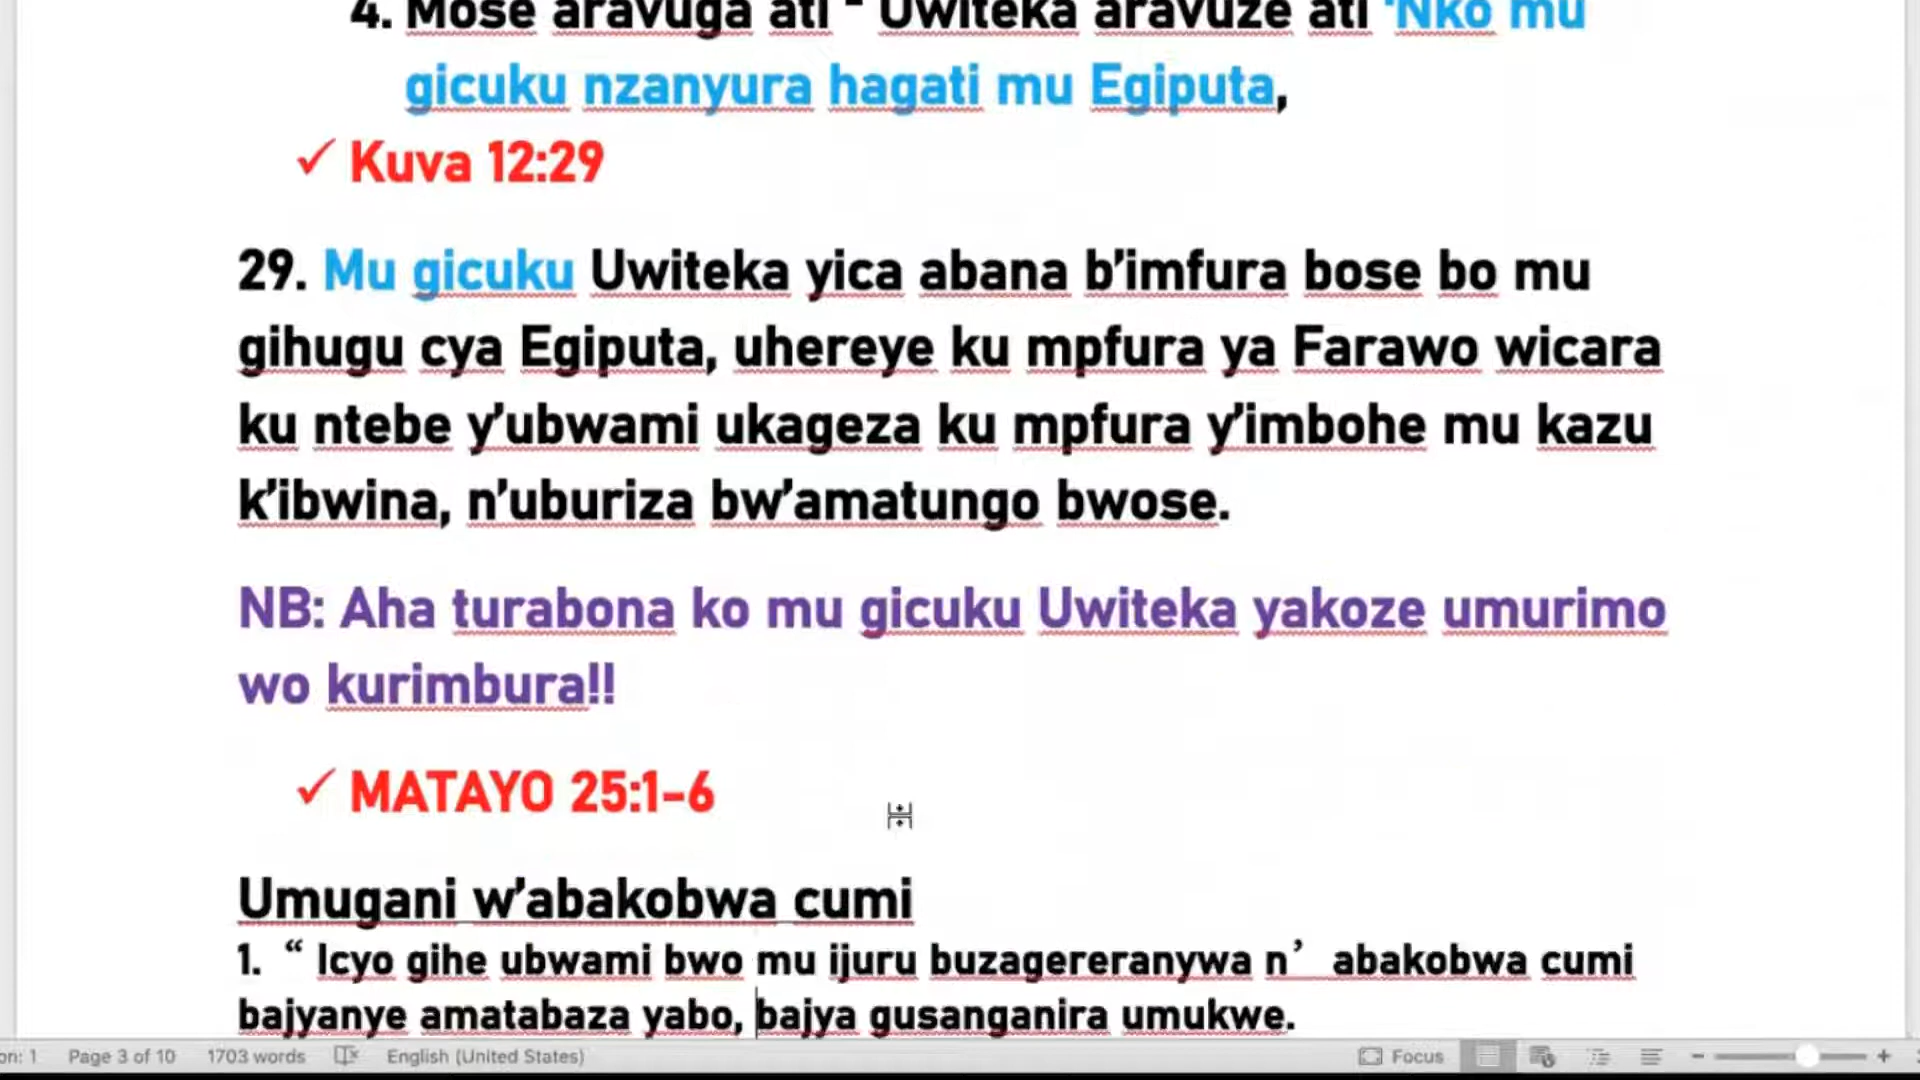 4. Mose aravuga ati “ Uwiteka aravuze ati ‘Nko mu
gicuku nzanyura hagati mu Egiputa,
✓ Kuva 12:29
29. Mu gicuku Uwiteka yica abana b’imfura bose bo mu
gihugu cya Egiputa, uhereye ku mpfura ya Farawo wicara
ku ntebe y’ubwami ukageza ku mpfura y’imbohe mu kazu
k’ibwina, n’uburiza bw’amatungo bwose.
NB: Aha turabona ko mu gicuku Uwiteka yakoze umurimo
wo kurimbura!!
✓ MATAYO 25:1-6
Umugani w’abakobwa cumi
1. “ Icyo gihe ubwami bwo mu ijuru buzagereranywa n’ abakobwa cumi
bajyanye amatabaza yabo, bajya gusanganira umukwe.
on: 1 Page 3 of 10 1703 words English (United States) Focus